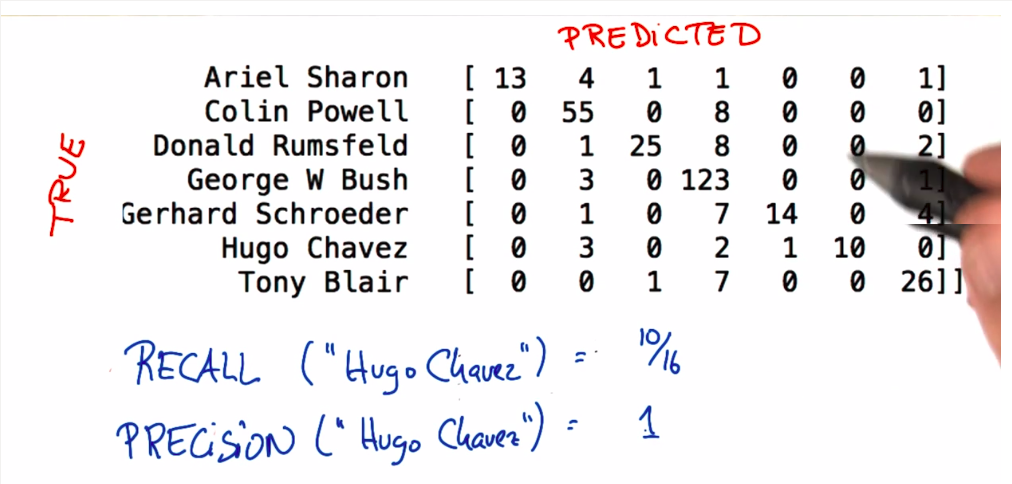 PREDiCTED
TRUE
Ariel Sharon [ 13 4 1 1 0 0 1]
Colin Powell [ 0 55 0 8 0 0 0]
Donald Rumsfeld [ 0 1 25 8 0 0 2]
George W Bush [ 0 3 0 123 0 0 1]
Gerhard Schroeder [ 0 1 0 7 14 0 4]
Hugo Chavez [ 0 3 0 2 1 10 0]
Tony Blair [ 0 0 1 7 0 0 26]]
RECALL ("Hugo Chavez") = 10/16
PRECiSiON ("Hugo Chavez") = 1